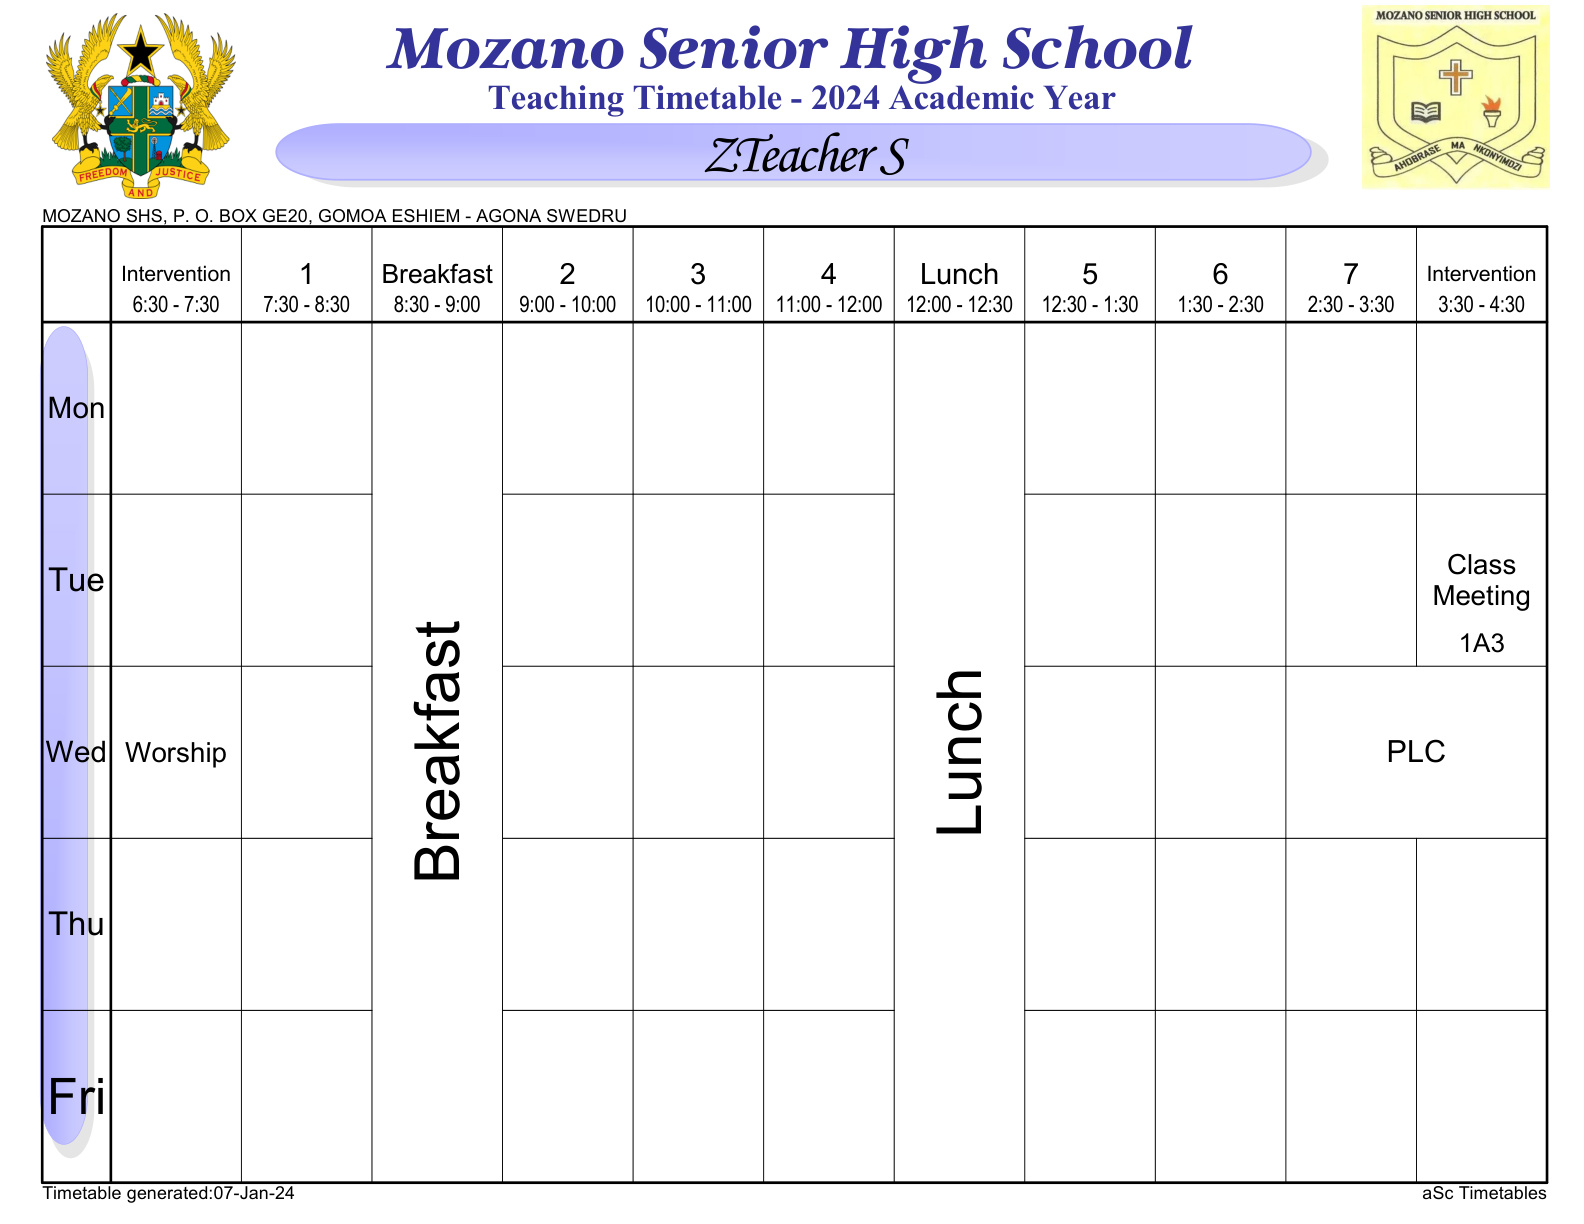 Mozano Senior High School
Teaching Timetable - 2024 Academic Year
ZTeacher S
FREEDOM AND JUSTICE
MOZANO SENIOR HIGH SCHOOL
AHOBRASE MA NKONYIMDZI
MOZANO SHS, P. O. BOX GE20, GOMOA ESHIEM - AGONA SWEDRU
Intervention 1 Breakfast 2 3 4 Lunch 5 6 7 Intervention
6:30 - 7:30 7:30 - 8:30 8:30 - 9:00 9:00 - 10:00 10:00 - 11:00 11:00 - 12:00 12:00 - 12:30 12:30 - 1:30 1:30 - 2:30 2:30 - 3:30 3:30 - 4:30
Mon
Tue
Class
Meeting
1A3
Breakfast
Lunch
Wed Worship PLC
Thu
Fri
Timetable generated:07-Jan-24
aSc Timetables